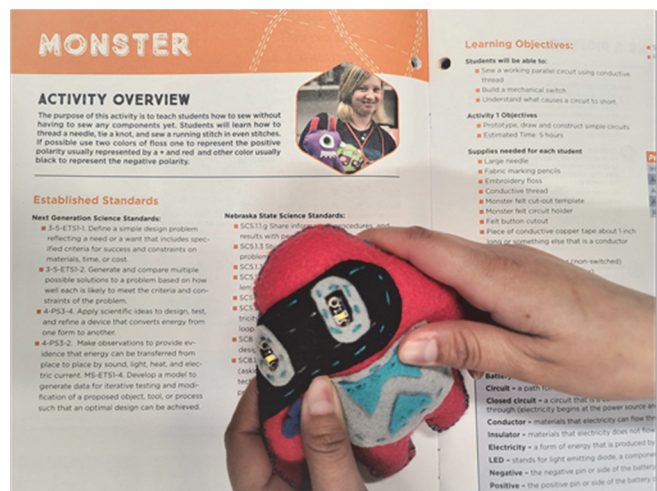 MONSTER
ACTIVITY OVERVIEW
The purpose of this activity is to teach students how to sew without
having to sew any components yet. Students will learn how to
thread a needle, tie a knot, and sew a running stitch in even stitches.
If possible use two colors of floss one to represent the positive
polarity usually represented by a + and red and other color usually
black to represent the negative polarity.
Established Standards
Next Generation Science Standards:
3-5-ETS1-1. Define a simple design problem
reflecting a need or a want that includes spec-
ified criteria for success and constraints on
materials, time, or cost.
3-5-ETS1-2. Generate and compare multiple
possible solutions to a problem based on how
well each is likely to meet the criteria and con-
straints of the problem.
4-PS3-4. Apply scientific ideas to design, test,
and refine a device that converts energy from
one form to another.
4-PS3-2. Make observations to provide ev-
idence that energy can be transferred from
place to place by sound, light, heat, and elec-
tric current. MS-ETS1-4. Develop a model to
generate data for iterative testing and modi-
fication of a proposed object, tool, or process
such that an optimal design can be achieved.
Nebraska State Science Standards:
SC5.1.1.g Share procedures, and
results with
Learning Objectives:
Students will be able to:
Sew a working parallel circuit using conductive
thread
Build a mechanical switch
Understand what causes a circuit to short.
Activity 1 Objectives
Prototype, draw and construct simple circuits
Estimated Time: 5 hours
Supplies needed for each student
Large needle
Fabric marking pencils
Embroidery floss
Conductive thread
Monster felt cut-out template
Monster felt circuit holder
Felt button cutout
Piece of conductive copper tape about 1 inch
long or something else that is a conductor
(non-switched)
Circuit – a path
Closed circuit – a circuit that is
through (electricity begins at the power source
Conductor – materials that electricity can flow
Insulator – materials electricity does not flow
Electricity – a form of energy that is produced by
LED – stands for light emitting diode, a
Negative – the negative pin or side of the battery
Positive – the positive pin or side of the battery